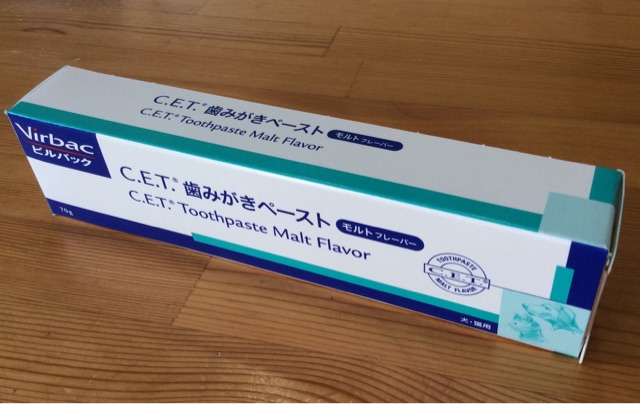 C.E.T.® 歯みがきペースト モルト フレーバー
C.E.T.® Toothpaste Malt Flavor
Virbac
ビルバック
C.E.T.® 歯みがきペースト モルト フレーバー
C.E.T.® Toothpaste Malt Flavor
70g
TOOTHPASTE
C.E.T.
MALT FLAVOR
犬・猫用